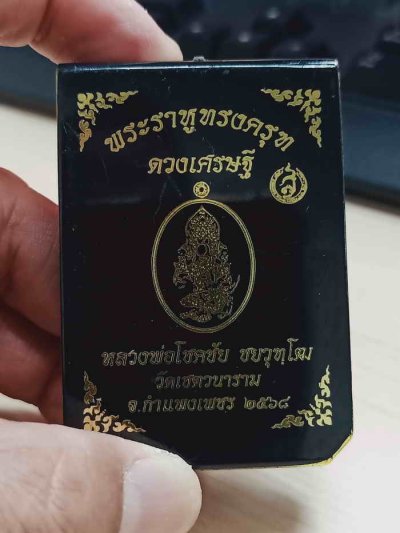 พระราหูทรงครุฑ
ดวงเศรษฐี
หลวงพ่อโชคชัย ชยวุฑฺโฒ
วัดเชตวนาราม
จ.กำแพงเพชร ๒๕๖๘